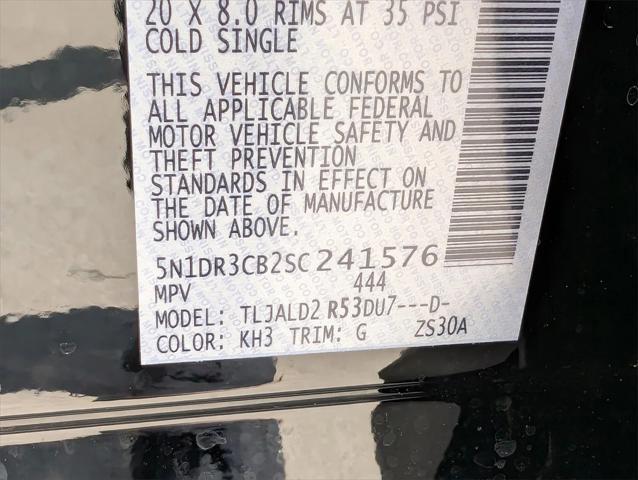 20 X 8.0 RIMS AT 35 PSI
COLD SINGLE
THIS VEHICLE CONFORMS TO
ALL APPLICABLE FEDERAL
MOTOR VEHICLE SAFETY AND
THEFT PREVENTION
STANDARDS IN EFFECT ON
THE DATE OF MANUFACTURE
SHOWN ABOVE.
5N1DR3CB2SC241576
MPV 444
MODEL: TLJALD2 R53DU7---D-
COLOR: KH3 TRIM: G ZS30A